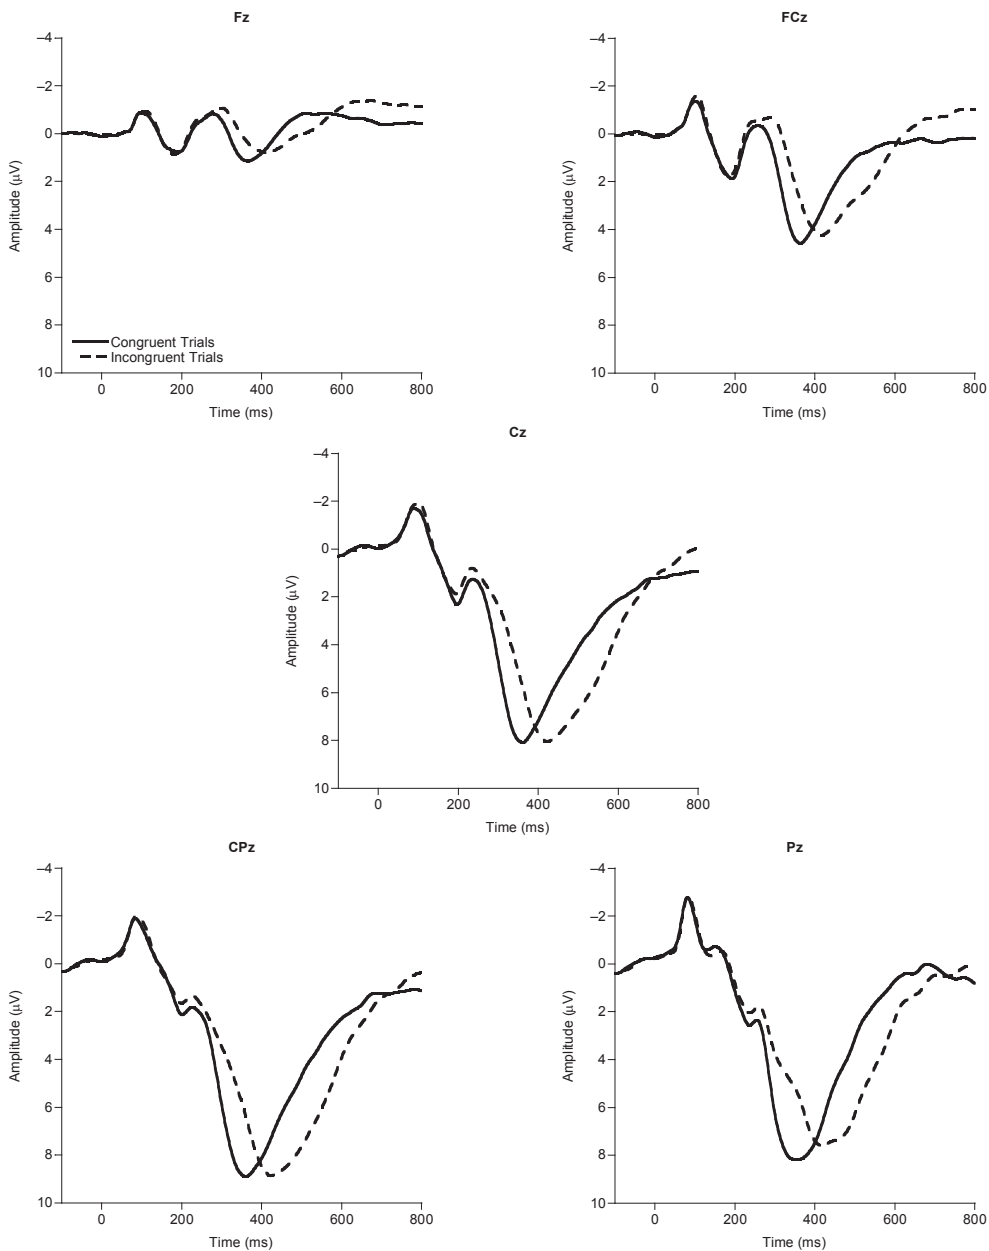 Fz
–4
–2
0
2
4
6
8
10
Amplitude (μV)
Congruent Trials
Incongruent Trials
0 200 400 600 800
Time (ms)
FCz
–4
–2
0
2
4
6
8
10
Amplitude (μV)
0 200 400 600 800
Time (ms)
Cz
–4
–2
0
2
4
6
8
10
Amplitude (μV)
0 200 400 600 800
Time (ms)
CPz
–4
–2
0
2
4
6
8
10
Amplitude (μV)
0 200 400 600 800
Time (ms)
Pz
–4
–2
0
2
4
6
8
10
Amplitude (μV)
0 200 400 600 800
Time (ms)